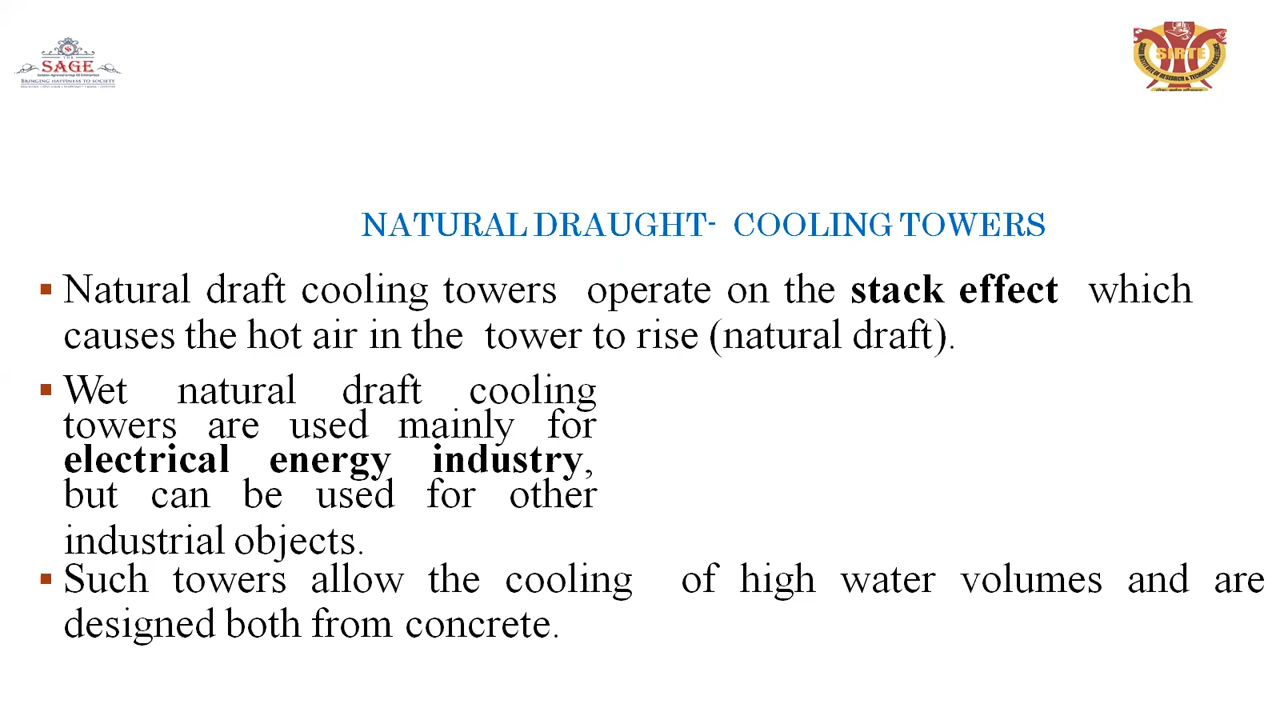 THE
SAGE
BRINGING HAPPINESS TO SOCIETY
SIRTE
NATURAL DRAUGHT- COOLING TOWERS
▪ Natural draft cooling towers operate on the stack effect which
causes the hot air in the tower to rise (natural draft).
▪ Wet natural draft cooling
towers are used mainly for
electrical energy industry,
but can be used for other
industrial objects.
▪ Such towers allow the cooling of high water volumes and are
designed both from concrete.